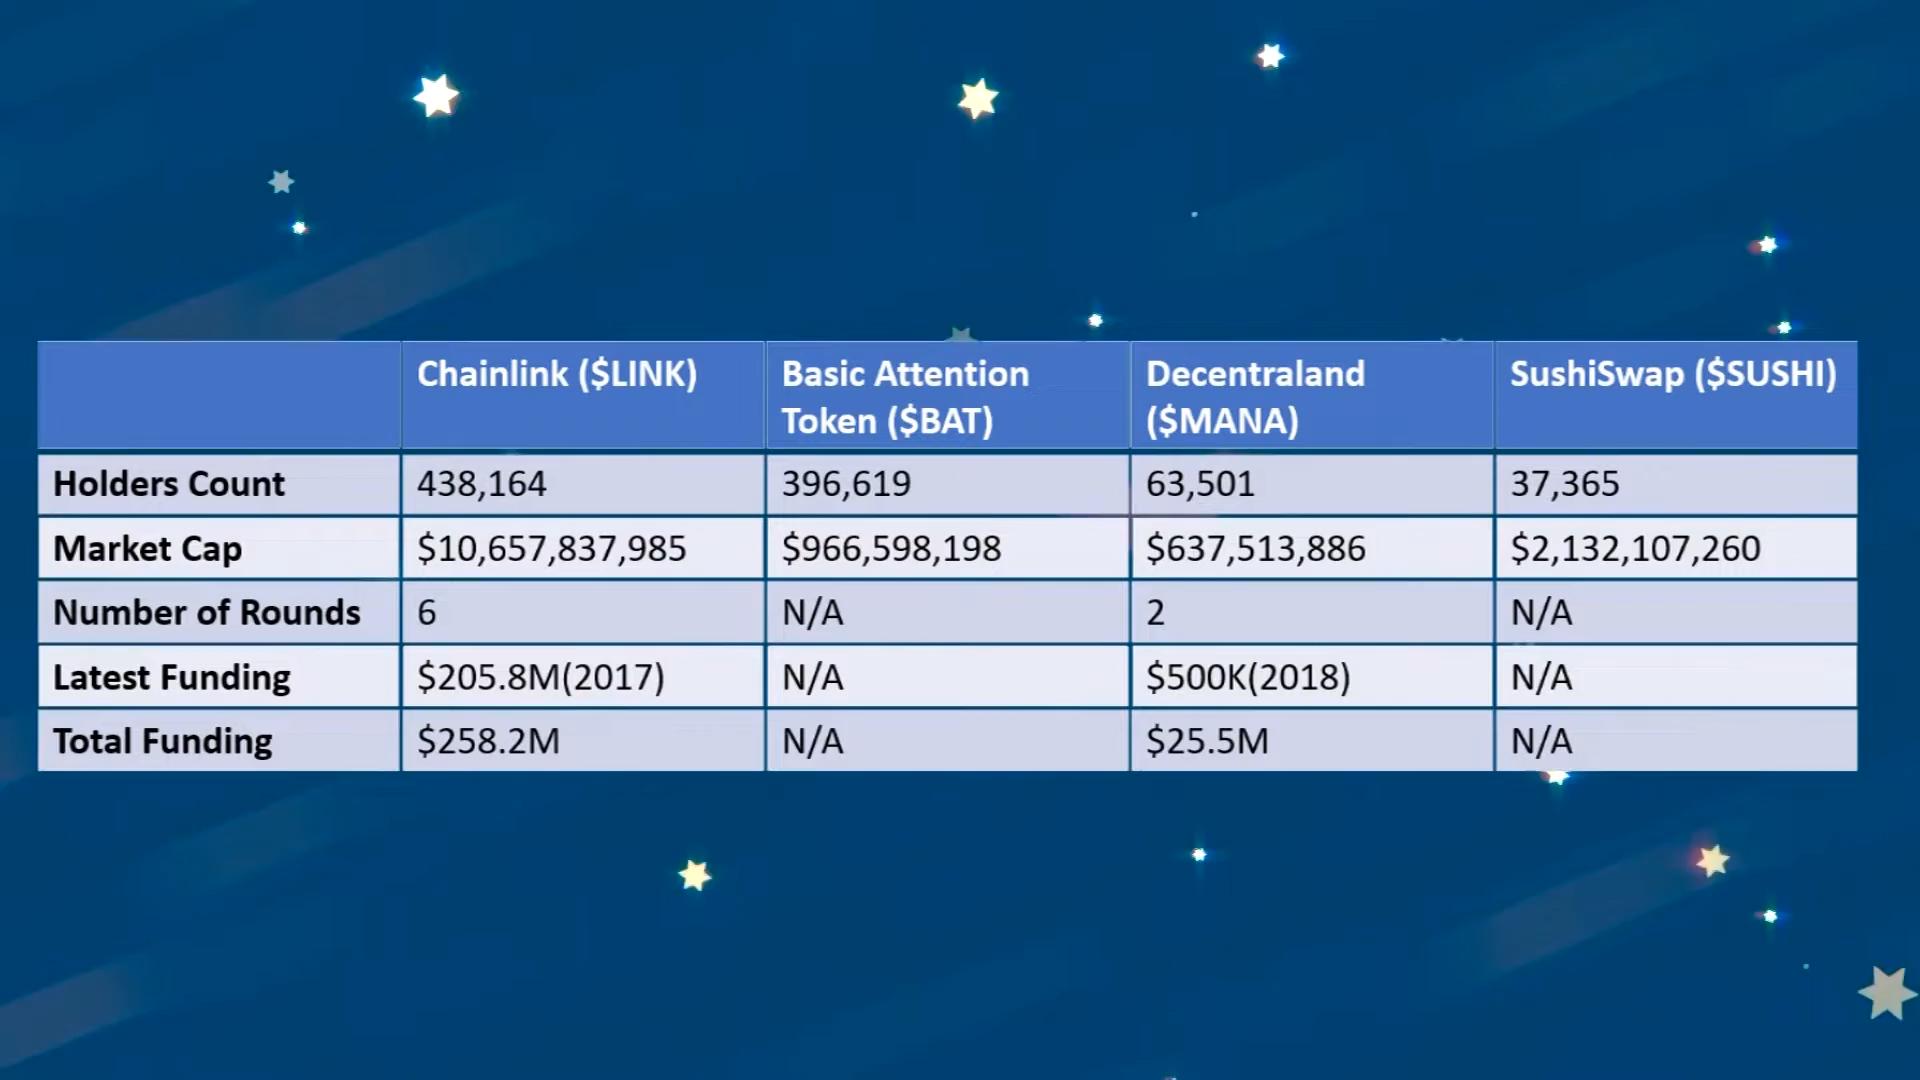 Chainlink ($LINK) Basic Attention Token ($BAT) Decentraland ($MANA) SushiSwap ($SUSHI)
Holders Count 438,164 396,619 63,501 37,365
Market Cap $10,657,837,985 $966,598,198 $637,513,886 $2,132,107,260
Number of Rounds 6 N/A 2 N/A
Latest Funding $205.8M(2017) N/A $500K(2018) N/A
Total Funding $258.2M N/A $25.5M N/A